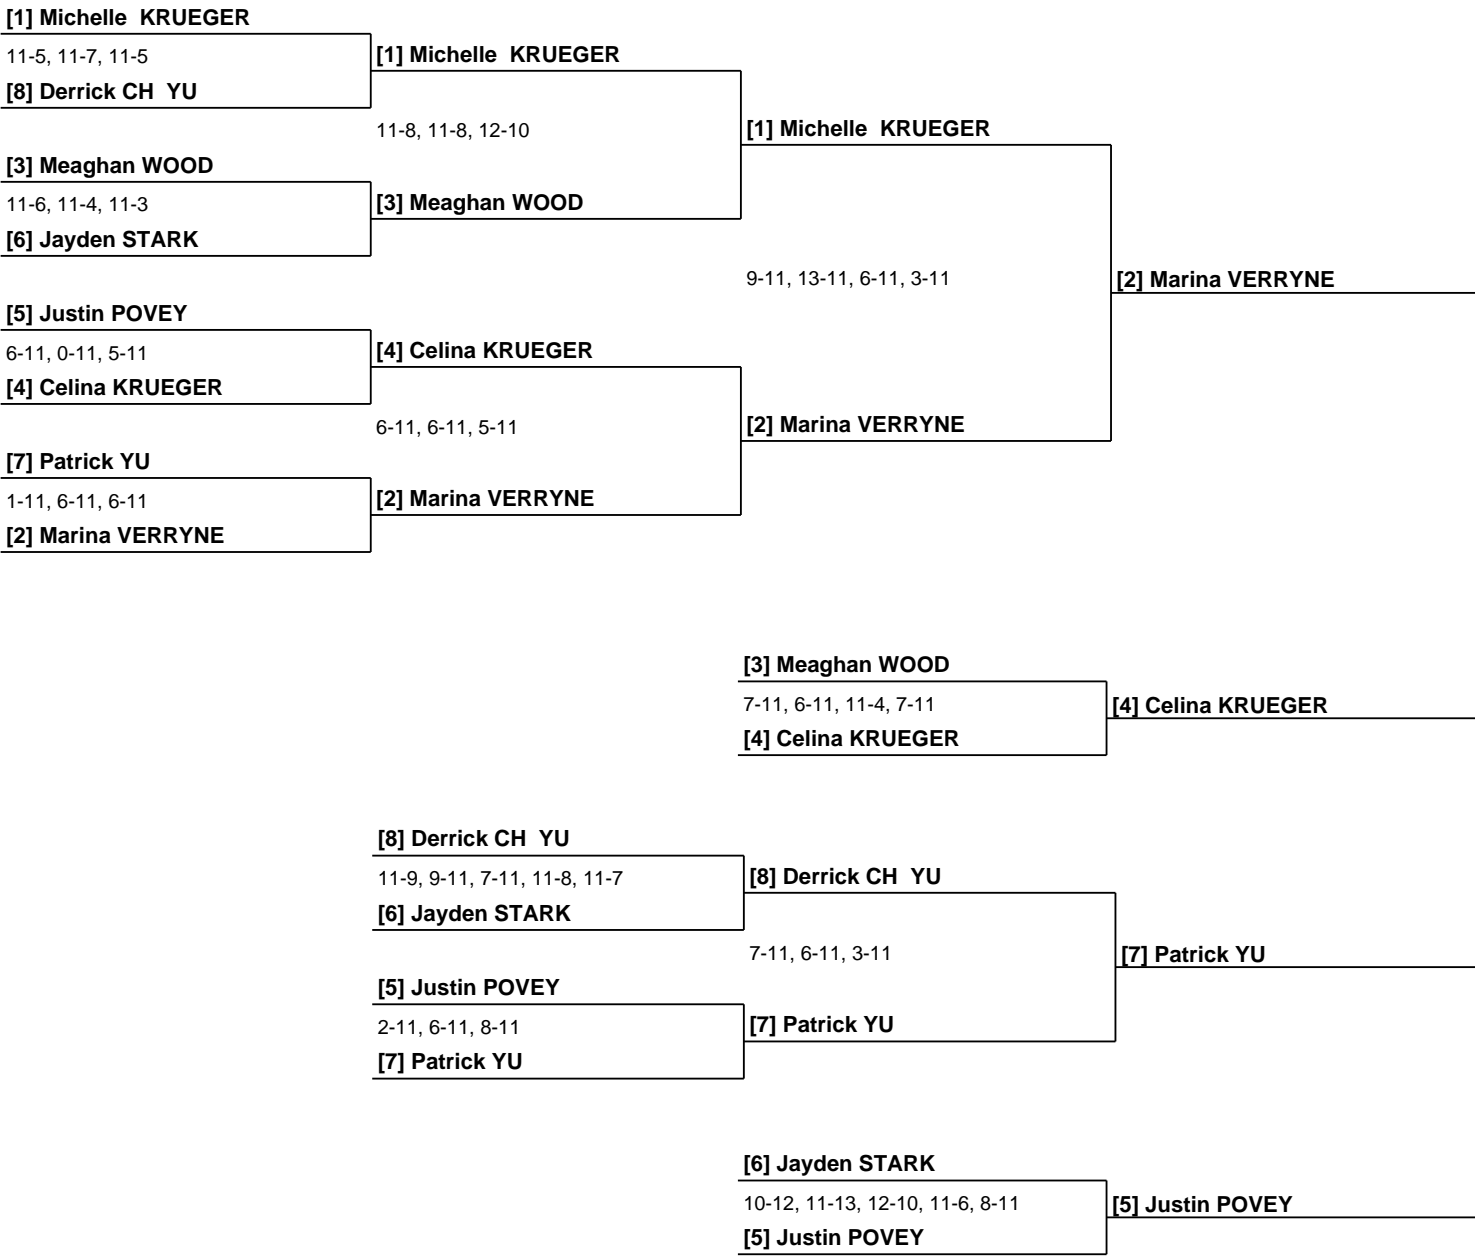 [1] Michelle  KRUEGER
11-5, 11-7, 11-5
[1] Michelle  KRUEGER
[8] Derrick CH  YU
11-8, 11-8, 12-10
[1] Michelle  KRUEGER
[3] Meaghan WOOD
11-6, 11-4, 11-3
[3] Meaghan WOOD
[6] Jayden STARK
9-11, 13-11, 6-11, 3-11
[2] Marina VERRYNE
[5] Justin POVEY
6-11, 0-11, 5-11
[4] Celina KRUEGER
[4] Celina KRUEGER
6-11, 6-11, 5-11
[2] Marina VERRYNE
[7] Patrick YU
1-11, 6-11, 6-11
[2] Marina VERRYNE
[2] Marina VERRYNE
[3] Meaghan WOOD
7-11, 6-11, 11-4, 7-11
[4] Celina KRUEGER
[4] Celina KRUEGER
[8] Derrick CH  YU
11-9, 9-11, 7-11, 11-8, 11-7
[8] Derrick CH  YU
[6] Jayden STARK
7-11, 6-11, 3-11
[7] Patrick YU
[5] Justin POVEY
2-11, 6-11, 8-11
[7] Patrick YU
[7] Patrick YU
[6] Jayden STARK
10-12, 11-13, 12-10, 11-6, 8-11
[5] Justin POVEY
[5] Justin POVEY